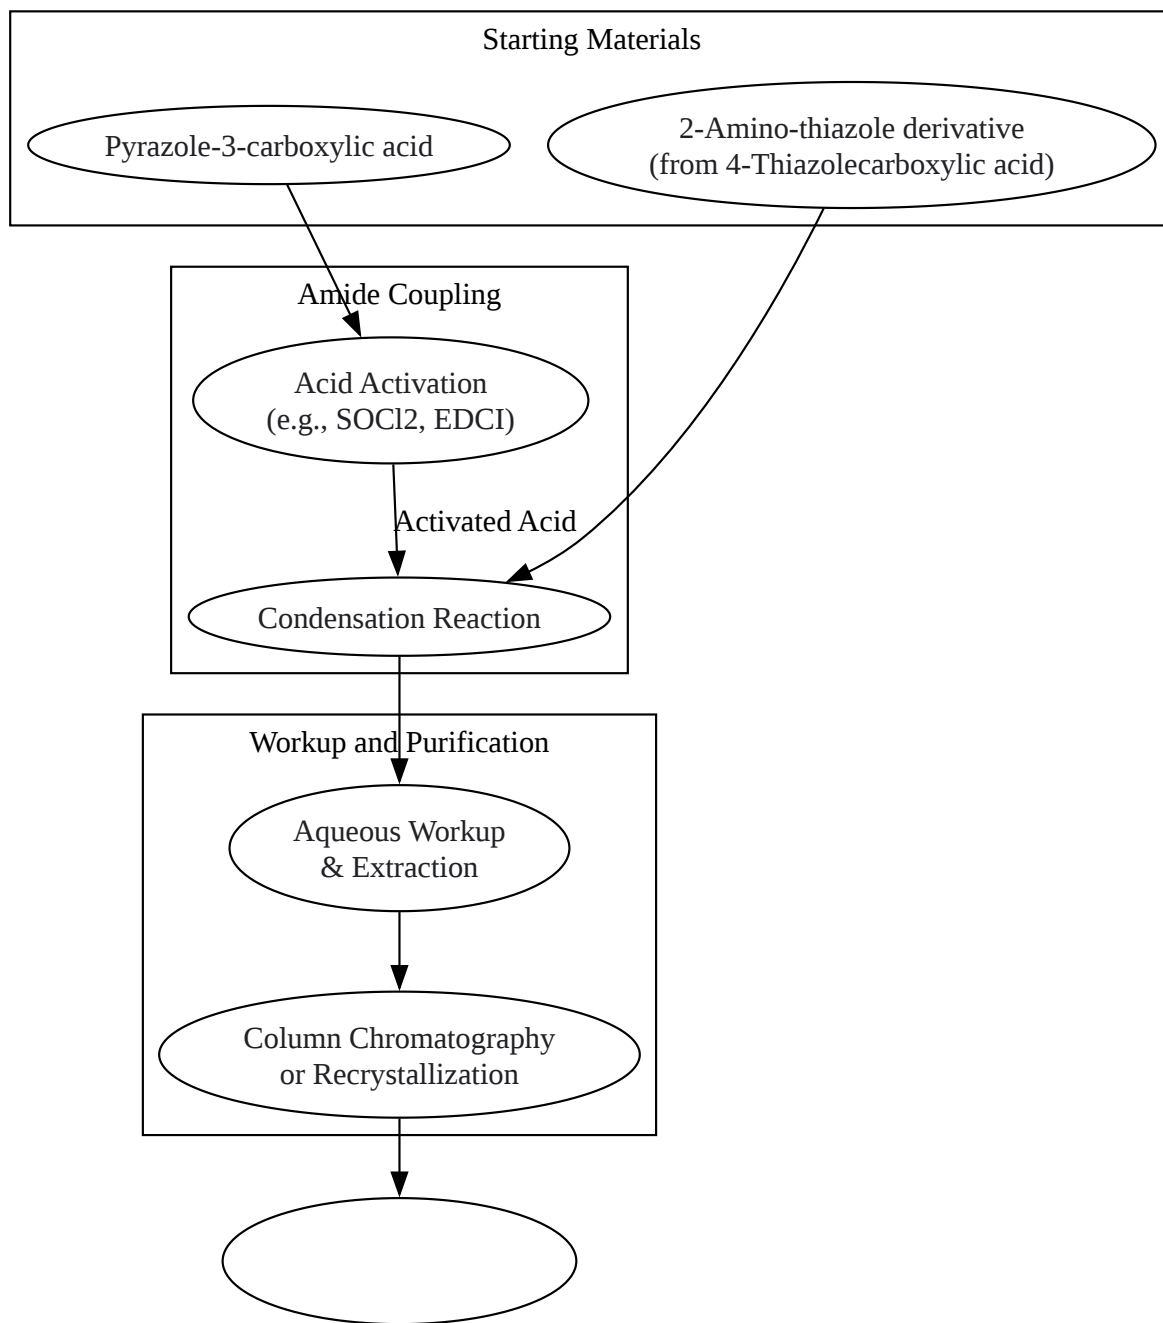 Starting Materials
Pyrazole-3-carboxylic acid
2-Amino-thiazole derivative
(from 4-Thiazolecarboxylic acid)
Amide Coupling
Acid Activation
(e.g., SOCl2, EDCI)
Activated Acid
Condensation Reaction
Workup and Purification
Aqueous Workup
& Extraction
Column Chromatography
or Recrystallization